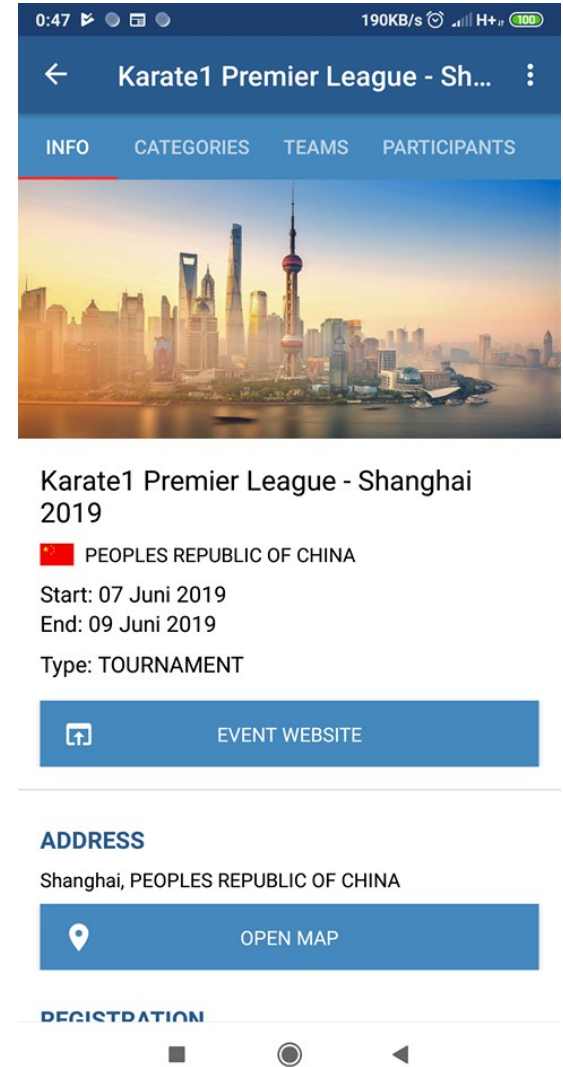 0:47 190KB/s H+ 100
Karate1 Premier League - Sh...
INFO CATEGORIES TEAMS PARTICIPANTS
Karate1 Premier League - Shanghai
2019
PEOPLES REPUBLIC OF CHINA
Start: 07 Juni 2019
End: 09 Juni 2019
Type: TOURNAMENT
EVENT WEBSITE
ADDRESS
Shanghai, PEOPLES REPUBLIC OF CHINA
OPEN MAP
REGISTRATION